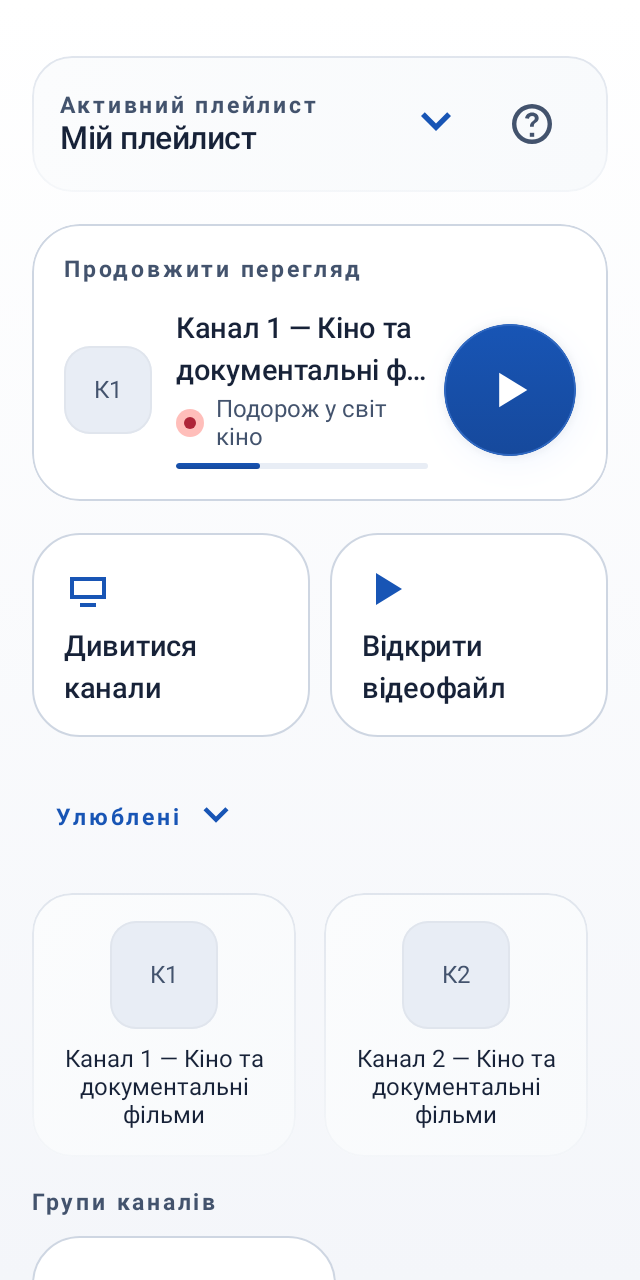 Активний плейлист
Мій плейлист
Продовжити перегляд
К1
Канал 1 — Кіно та
документальні ф…
Подорож у світ
кіно
Дивитися
канали
Відкрити
відеофайл
Улюблені
К1
Канал 1 — Кіно та
документальні
фільми
К2
Канал 2 — Кіно та
документальні
фільми
Групи каналів